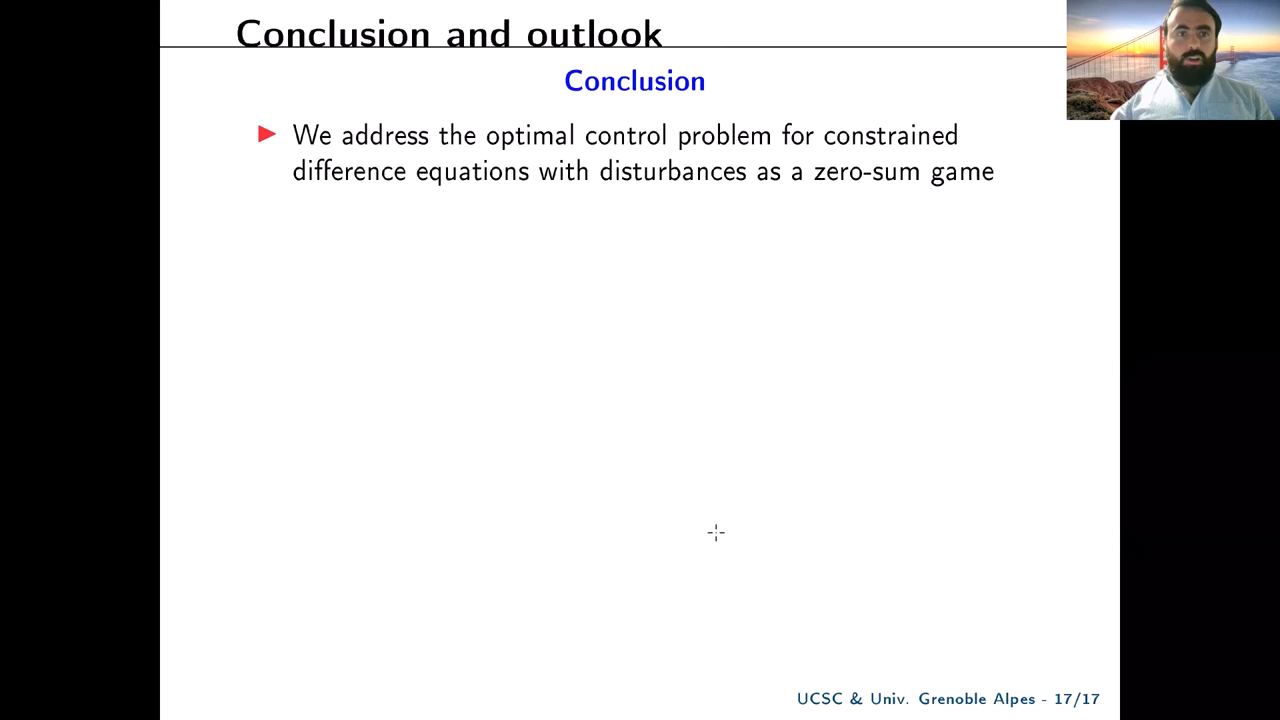 Conclusion and outlook
Conclusion
We address the optimal control problem for constrained
difference equations with disturbances as a zero-sum game
UCSC & Univ. Grenoble Alpes - 17/17